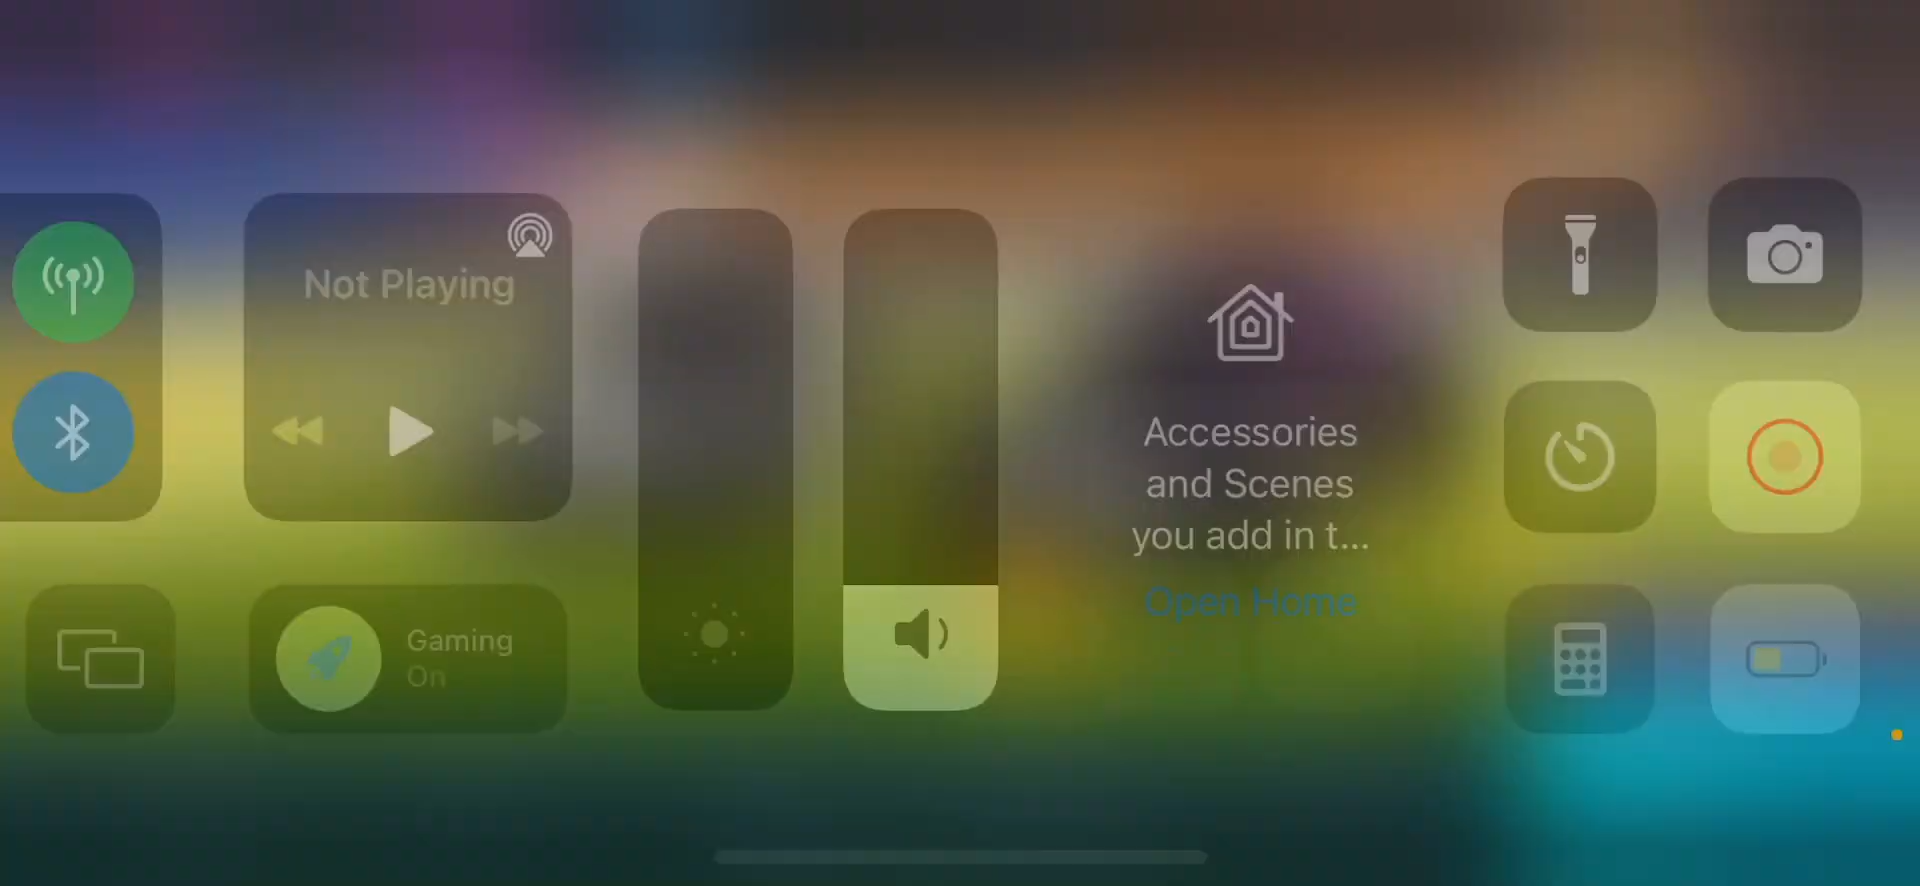 Not Playing
Accessories
and Scenes
you add in t...
Open Home
Gaming
On